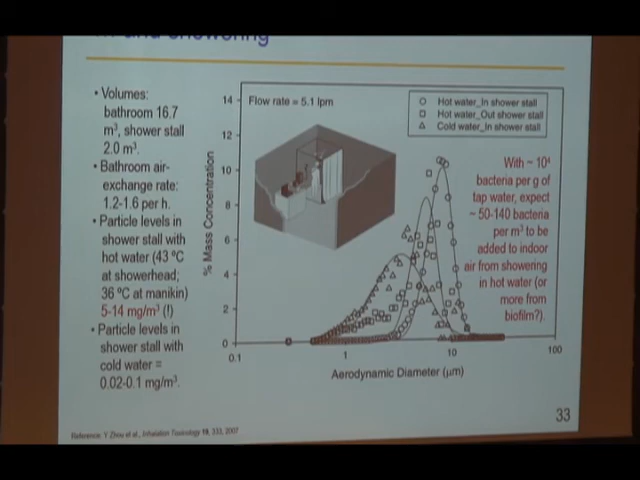 and showering
• Volumes:
bathroom 16.7
m³, shower stall
2.0 m³.
• Bathroom air-
exchange rate:
1.2-1.6 per h.
• Particle levels in
shower stall with
hot water (43 ºC
at showerhead;
36 ºC at manikin)
5-14 mg/m³ (!)
• Particle levels in
shower stall with
cold water =
0.02-0.1 mg/m³.
% Mass Concentration
14
12
10
8
6
4
2
0
Flow rate = 5.1 lpm
Hot water_In shower stall
Hot water_Out shower stall
Cold water_In shower stall
With ~ 10⁴
bacteria per g of
tap water, expect
~ 50-140 bacteria
per m³ to be
added to indoor
air from showering
in hot water (or
more from
biofilm?).
0.1
1
10
100
Aerodynamic Diameter (µm)
Reference: Y Zhou et al., Inhalation Toxicology 19, 333, 2007
33